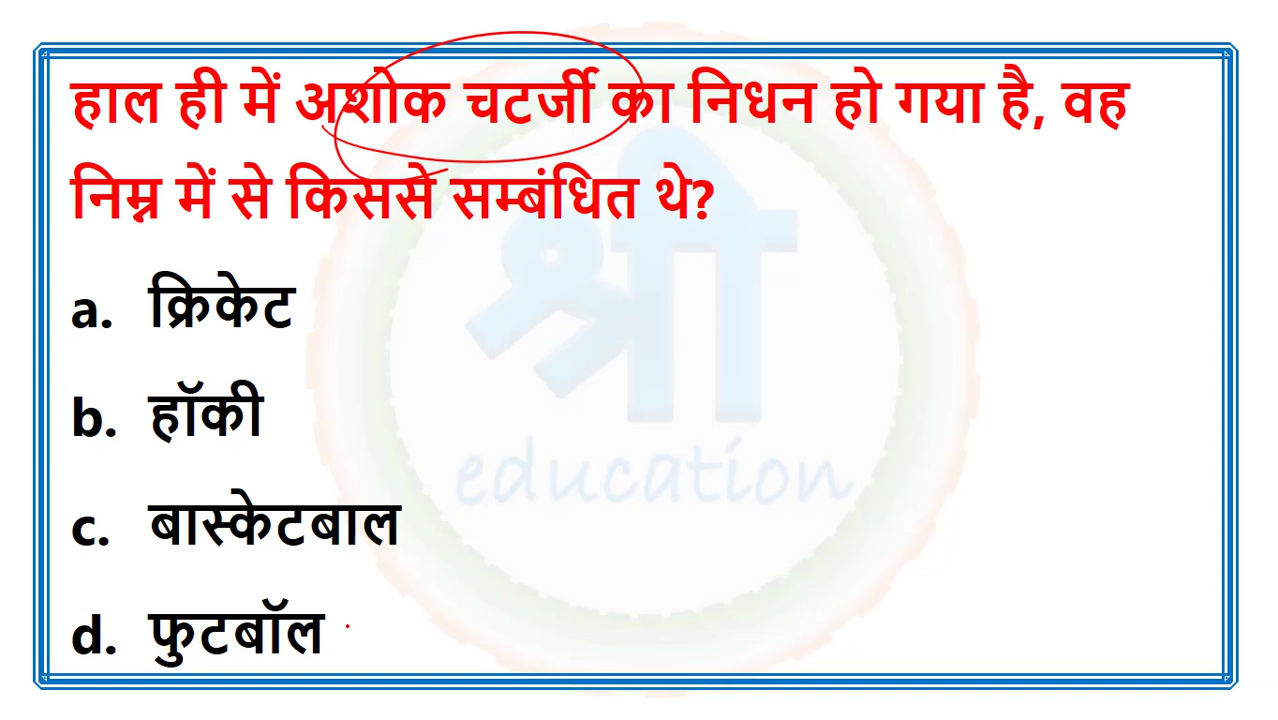 हाल ही में अशोक चटर्जी का निधन हो गया है, वह
निम्न में से किससे सम्बंधित थे?
a. क्रिकेट
b. हॉकी
c. बास्केटबाल
d. फुटबॉल
श्री
education